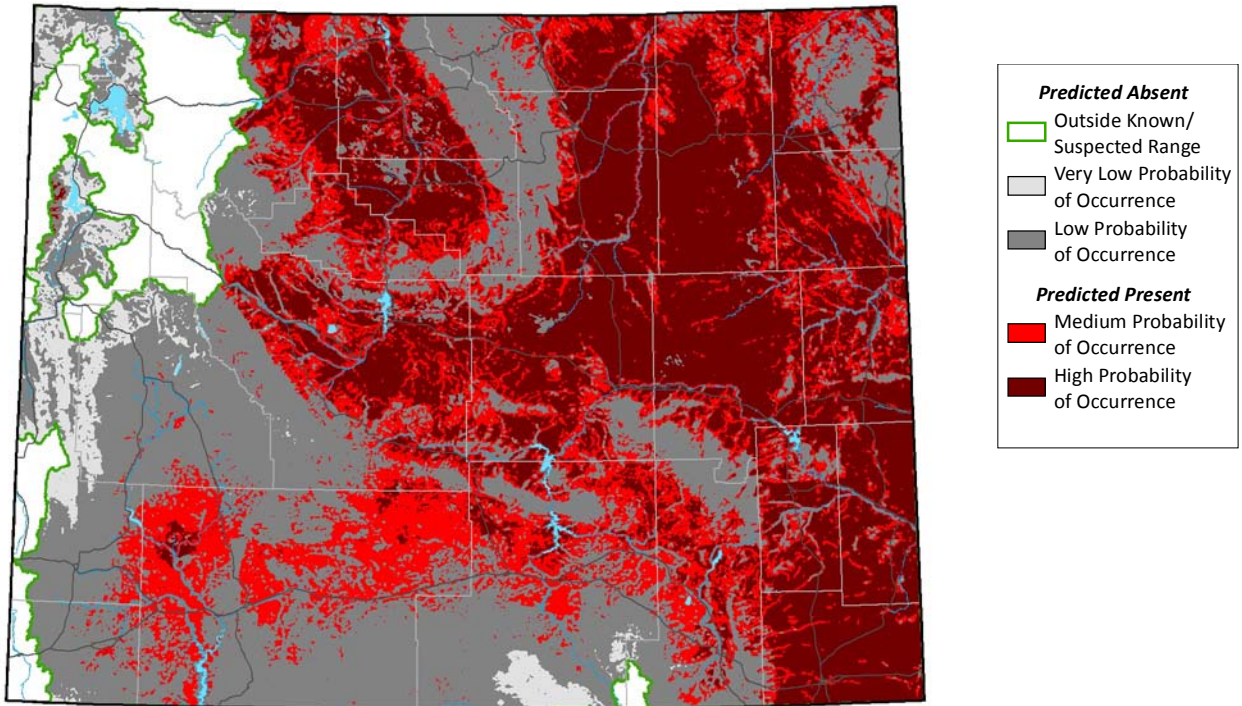 Predicted Absent
Outside Known/
Suspected Range
Very Low Probability
of Occurrence
Low Probability
of Occurrence
Predicted Present
Medium Probability
of Occurrence
High Probability
of Occurrence